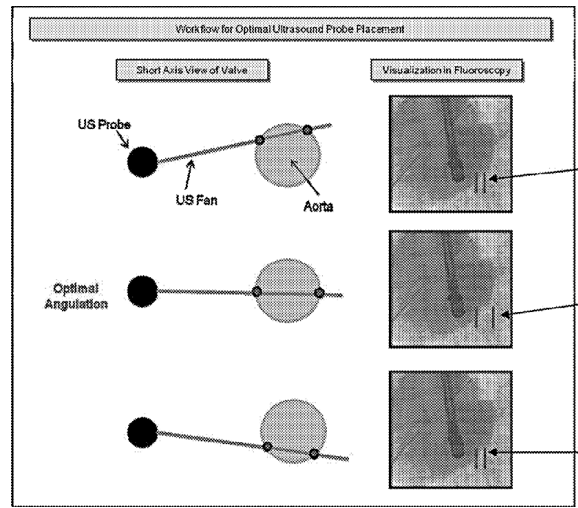 Workflow for Optimal Ultrasound Probe Placement
Short Axis View of Valve
Visualization in Fluoroscopy
US Probe
US Fan
Aorta
Optimal
Angulation